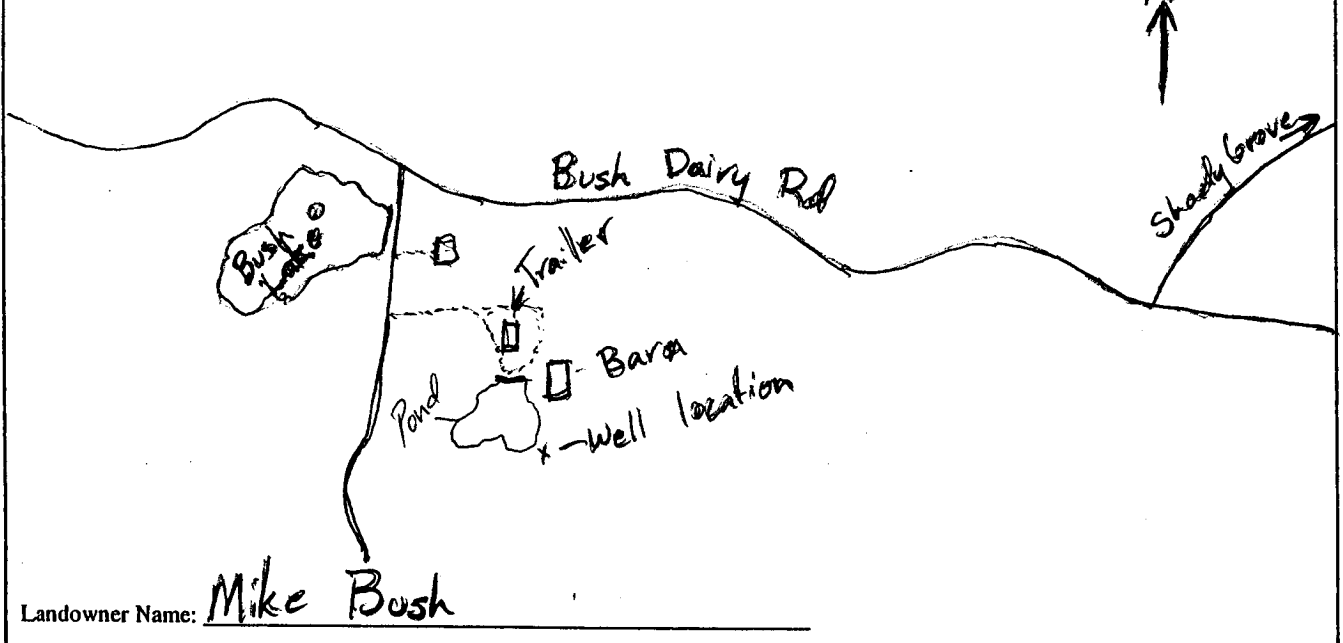 Shady Grove
Bush Dairy Rd
Bush
Lake
Trailer
Barn
Pond
x - Well location
Landowner Name: Mike Bush